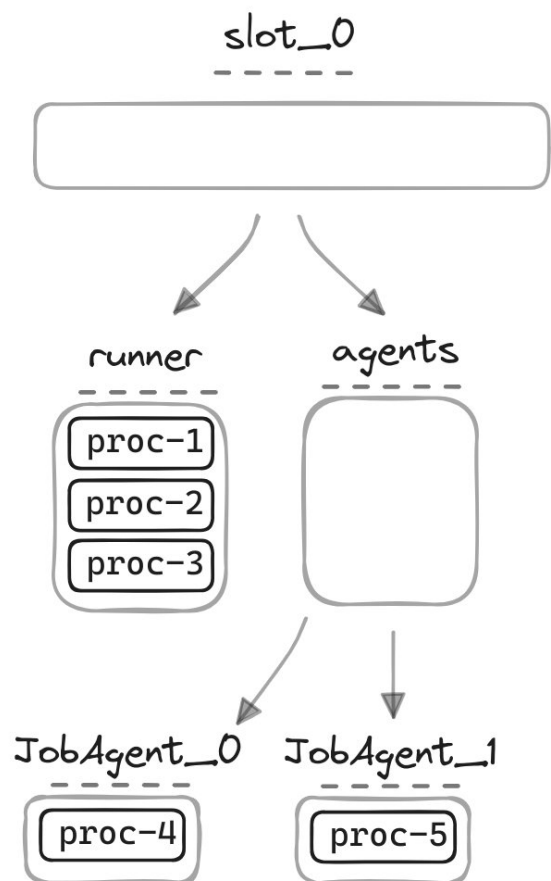 slot_0
runner
agents
proc-1
proc-2
proc-3
JobAgent_0
JobAgent_1
proc-4
proc-5